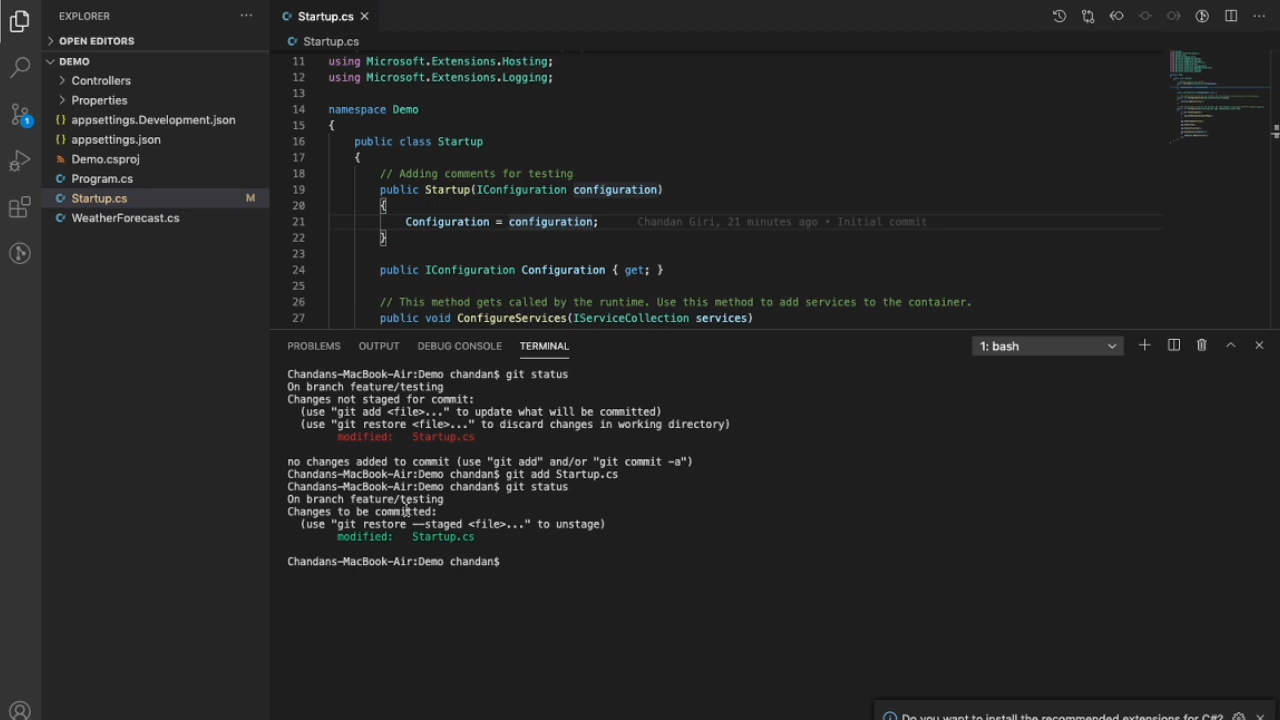 EXPLORER
OPEN EDITORS
DEMO
Controllers
Properties
{} appsettings.Development.json
{} appsettings.json
Demo.csproj
C# Program.cs
C# Startup.cs M
C# WeatherForecast.cs
1
C# Startup.cs
C# Startup.cs
11 using Microsoft.Extensions.Hosting;
12 using Microsoft.Extensions.Logging;
13
14 namespace Demo
15 {
16 public class Startup
17 {
18 // Adding comments for testing
19 public Startup(IConfiguration configuration)
20 {
21 Configuration = configuration; Chandan Giri, 21 minutes ago • Initial commit
22 }
23
24 public IConfiguration Configuration { get; }
25
26 // This method gets called by the runtime. Use this method to add services to the container.
27 public void ConfigureServices(IServiceCollection services)
PROBLEMS OUTPUT DEBUG CONSOLE TERMINAL 1: bash
Chandans-MacBook-Air:Demo chandan$ git status
On branch feature/testing
Changes not staged for commit:
(use "git add <file>..." to update what will be committed)
(use "git restore <file>..." to discard changes in working directory)
modified: Startup.cs
no changes added to commit (use "git add" and/or "git commit -a")
Chandans-MacBook-Air:Demo chandan$ git add Startup.cs
Chandans-MacBook-Air:Demo chandan$ git status
On branch feature/testing
Changes to be committed:
(use "git restore --staged <file>..." to unstage)
modified: Startup.cs
Chandans-MacBook-Air:Demo chandan$
Do you want to install the recommended extensions for C#?